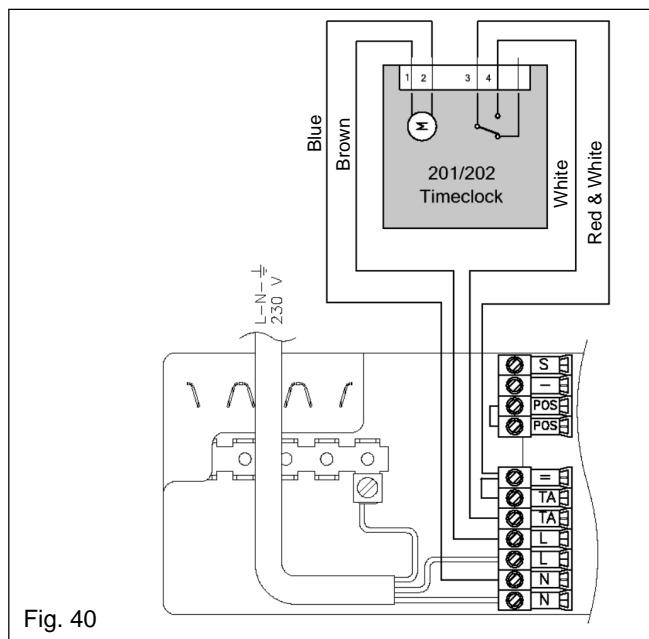 1 2 3 4
M
201/202
Timeclock
Blue
Brown
White
Red & White
L-N-⏚
230 V
S
–
POS
POS
=
TA
TA
L
L
N
N
Fig. 40